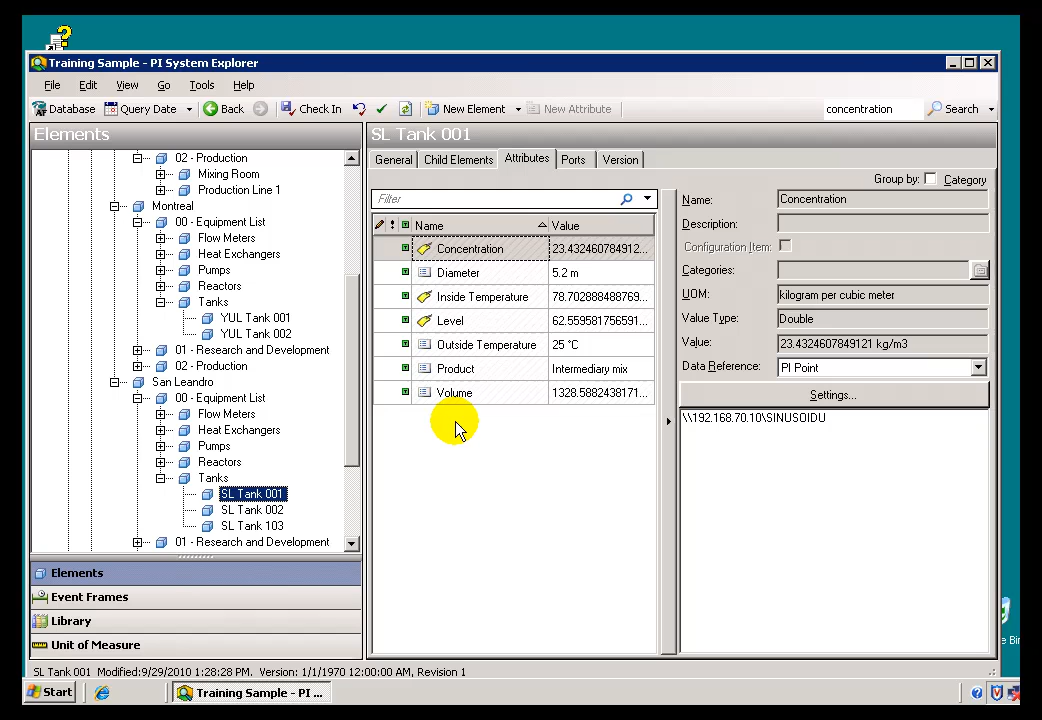 Training Sample - PI System Explorer
File Edit View Go Tools Help
Database Query Date Back Check In New Element New Attribute concentration Search
Elements
02 - Production
Mixing Room
Production Line 1
Montreal
00 - Equipment List
Flow Meters
Heat Exchangers
Pumps
Reactors
Tanks
YUL Tank 001
YUL Tank 002
01 - Research and Development
02 - Production
San Leandro
00 - Equipment List
Flow Meters
Heat Exchangers
Pumps
Reactors
Tanks
SL Tank 001
SL Tank 002
SL Tank 103
01 - Research and Development
Elements
Event Frames
Library
Unit of Measure
SL Tank 001
General Child Elements Attributes Ports Version
Group by: Category
Filter
Name Value
Concentration 23.432460784912...
Diameter 5.2 m
Inside Temperature 78.702888488769...
Level 62.559581756591...
Outside Temperature 25 °C
Product Intermediary mix
Volume 1328.5882438171...
Name: Concentration
Description:
Configuration Item:
Categories:
UOM: kilogram per cubic meter
Value Type: Double
Value: 23.4324607849121 kg/m3
Data Reference: PI Point
Settings...
\\192.168.70.10\SINUSOIDU
SL Tank 001 Modified:9/29/2010 1:28:28 PM. Version: 1/1/1970 12:00:00 AM, Revision 1
Start Training Sample - PI ...
e Bin